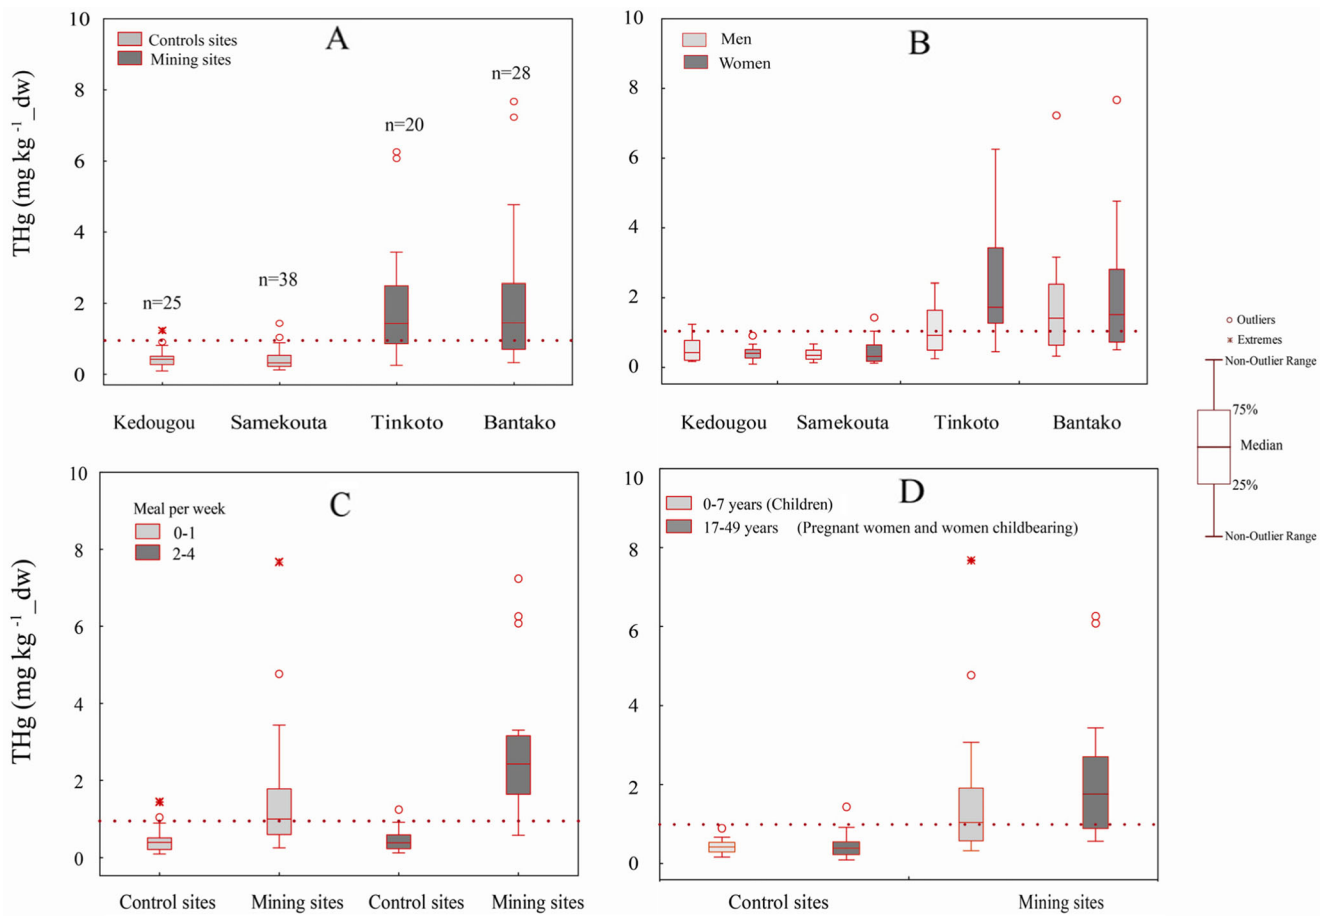 A
Controls sites
Mining sites
n=25
n=38
n=20
n=28
THg (mg kg -1_dw)
10
8
6
4
2
0
Kedougou
Samekouta
Tinkoto
Bantako
B
Men
Women
10
8
6
4
2
0
Kedougou
Samekouta
Tinkoto
Bantako
Outliers
Extremes
Non-Outlier Range
75%
Median
25%
Non-Outlier Range
C
Meal per week
0-1
2-4
THg (mg kg -1_dw)
10
8
6
4
2
0
Control sites
Mining sites
Control sites
Mining sites
D
0-7 years (Children)
17-49 years (Pregnant women and women childbearing)
10
8
6
4
2
0
Control sites
Mining sites